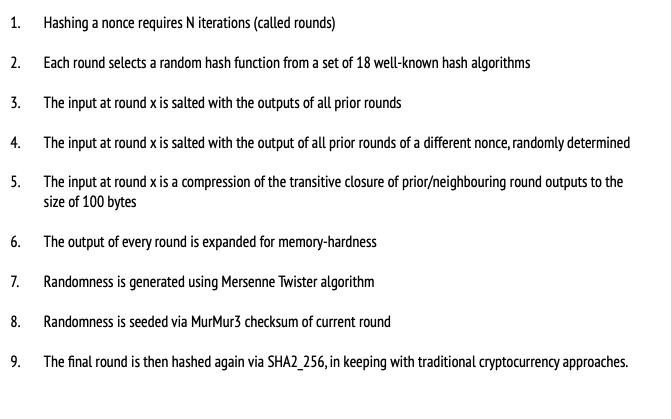 1. Hashing a nonce requires N iterations (called rounds)
2. Each round selects a random hash function from a set of 18 well-known hash algorithms
3. The input at round x is salted with the outputs of all prior rounds
4. The input at round x is salted with the output of all prior rounds of a different nonce, randomly determined
5. The input at round x is a compression of the transitive closure of prior/neighbouring round outputs to the
size of 100 bytes
6. The output of every round is expanded for memory-hardness
7. Randomness is generated using Mersenne Twister algorithm
8. Randomness is seeded via MurMur3 checksum of current round
9. The final round is then hashed again via SHA2_256, in keeping with traditional cryptocurrency approaches.